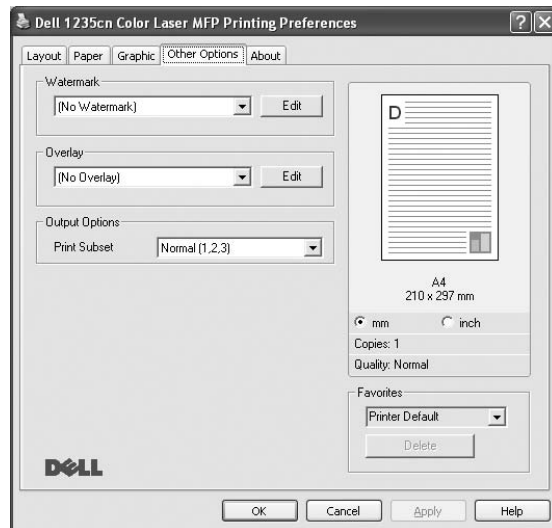 Dell 1235cn Color Laser MFP Printing Preferences
Layout Paper Graphic Other Options About
Watermark
(No Watermark) Edit
Overlay
(No Overlay) Edit
Output Options
Print Subset Normal (1,2,3)
D
A4
210 x 297 mm
mm inch
Copies: 1
Quality: Normal
Favorites
Printer Default
Delete
DELL
OK Cancel Apply Help